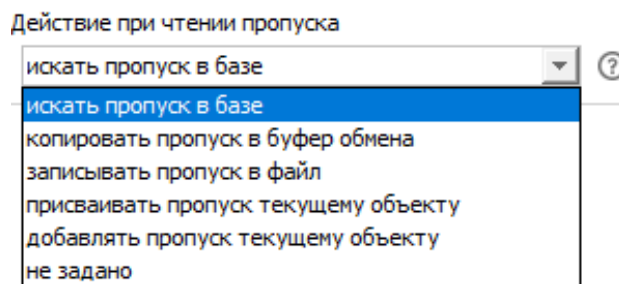 Действие при чтении пропуска
искать пропуск в базе
искать пропуск в базе
копировать пропуск в буфер обмена
записывать пропуск в файл
присваивать пропуск текущему объекту
добавлять пропуск текущему объекту
не задано